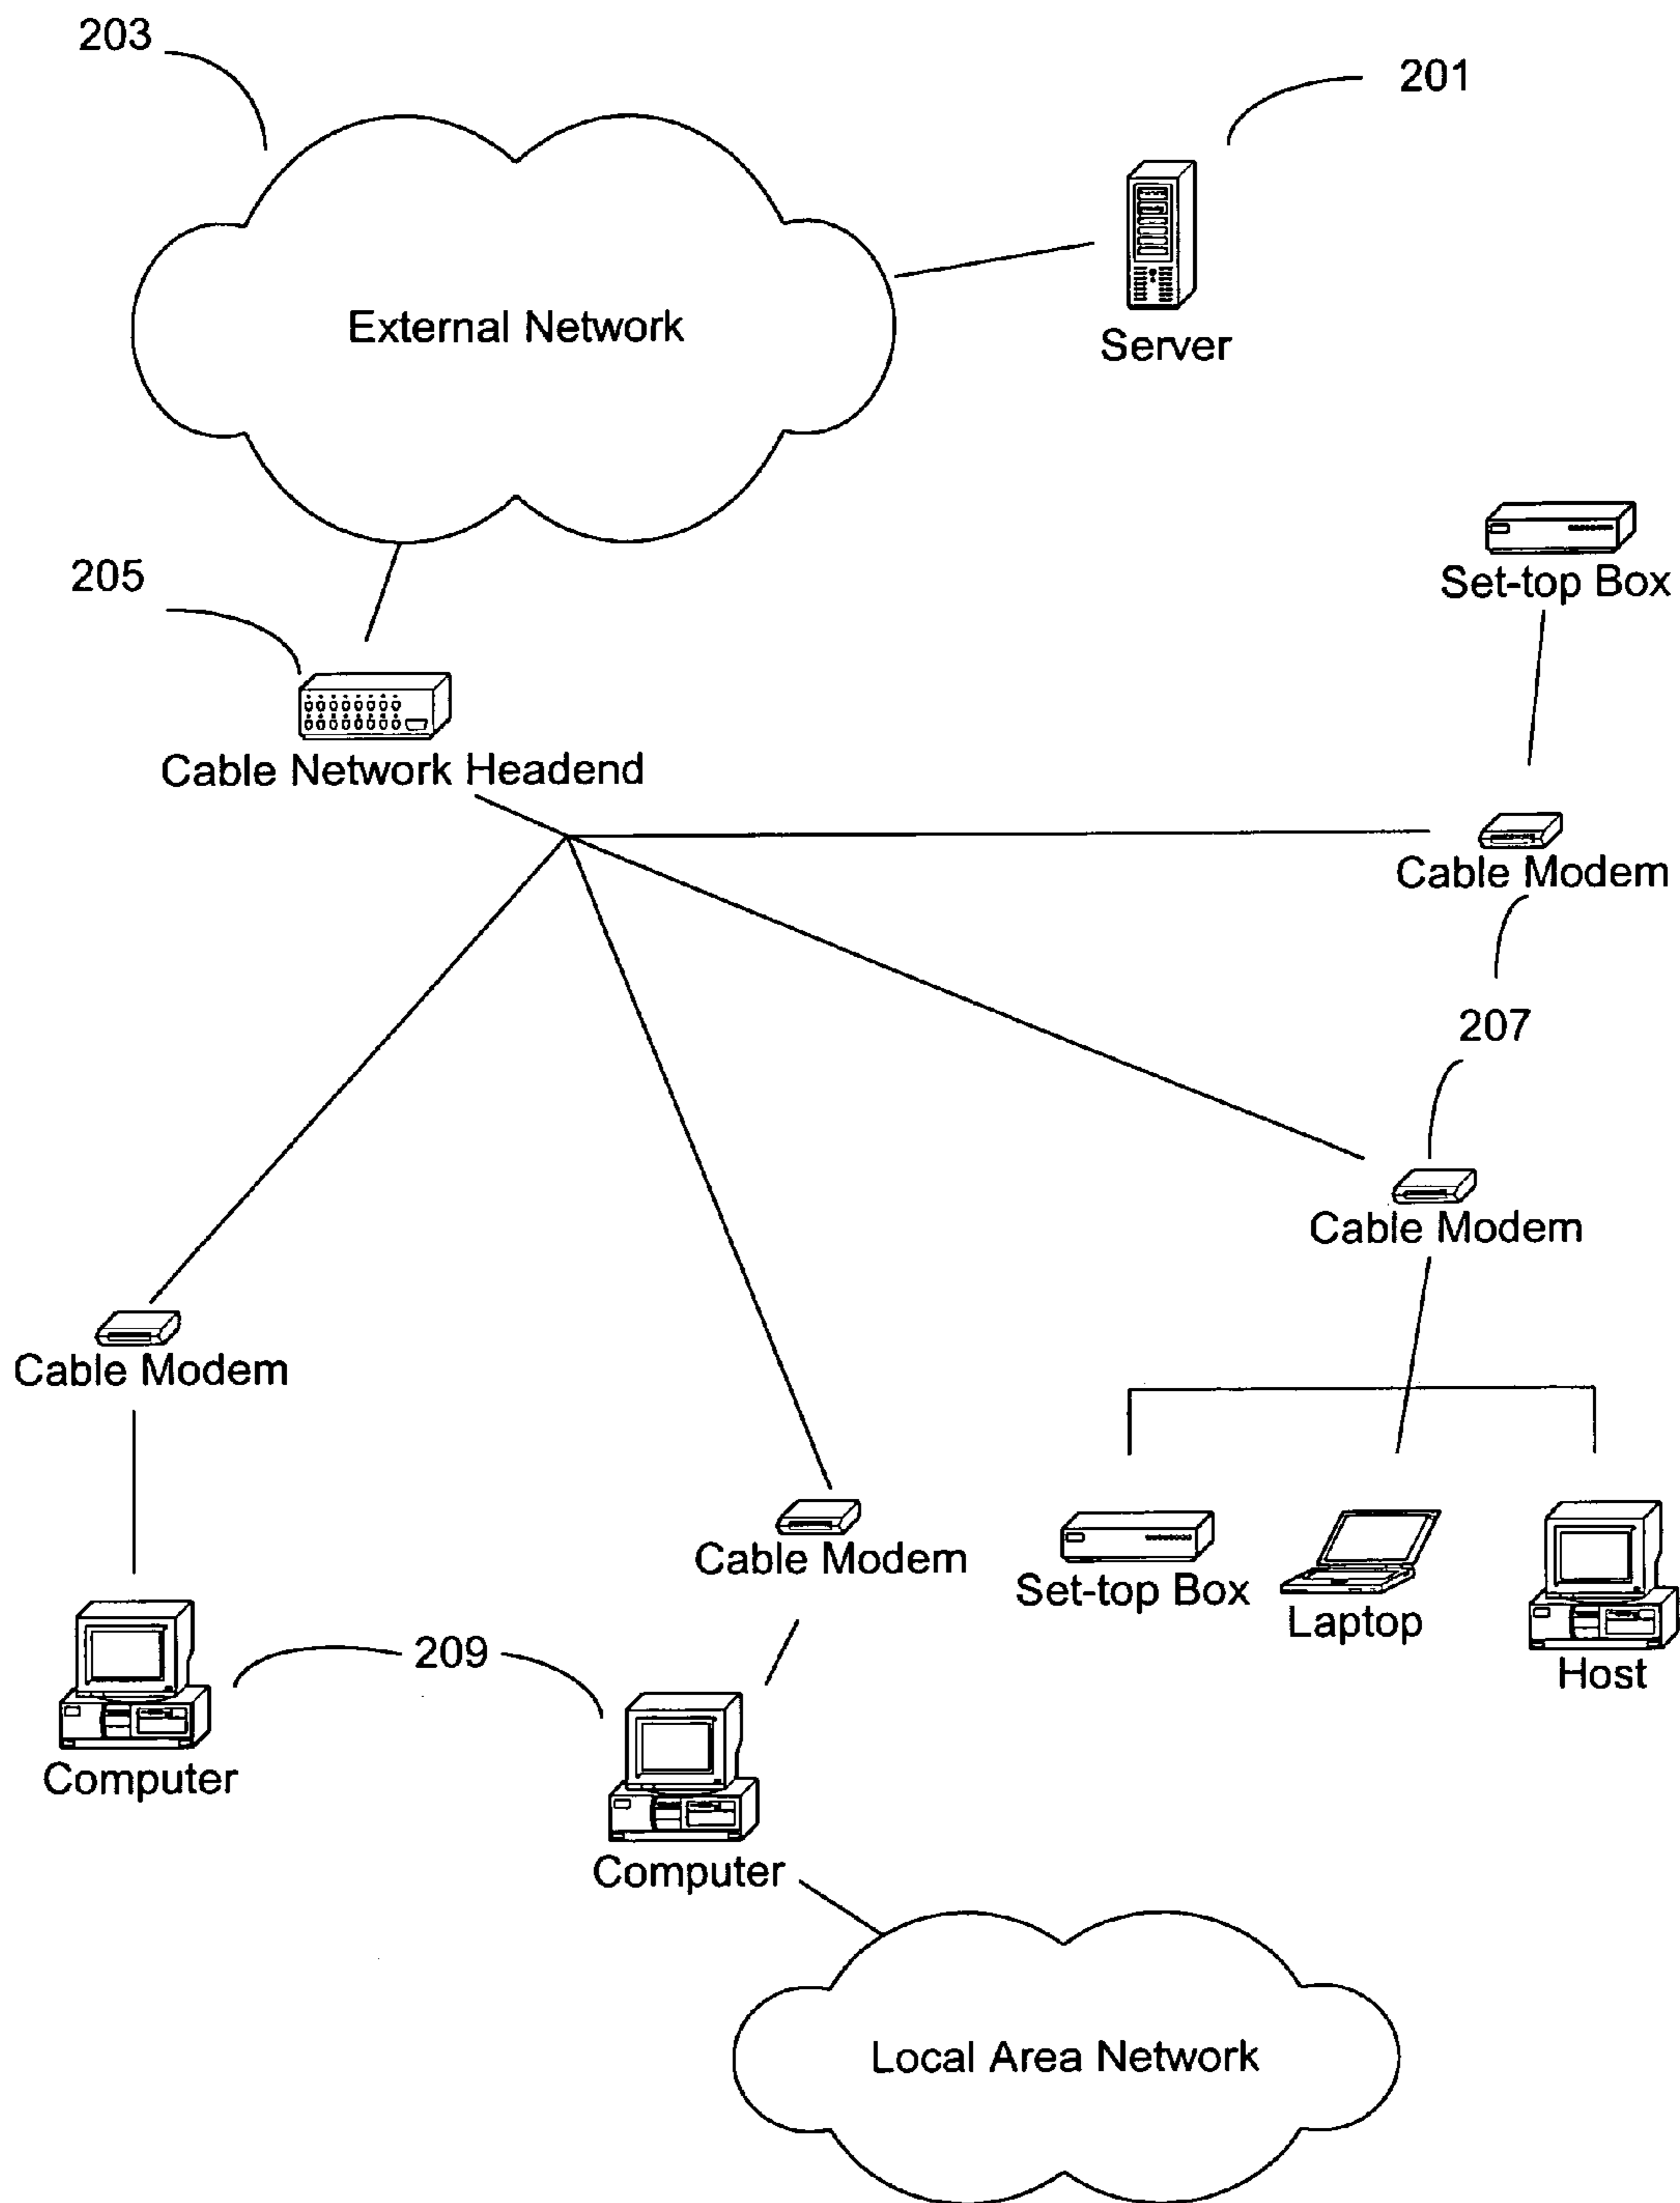 203
201
External Network
Server
205
Set-top Box
Cable Network Headend
Cable Modem
207
Cable Modem
Cable Modem
Cable Modem
Set-top Box
Laptop
Host
209
Computer
Computer
Local Area Network